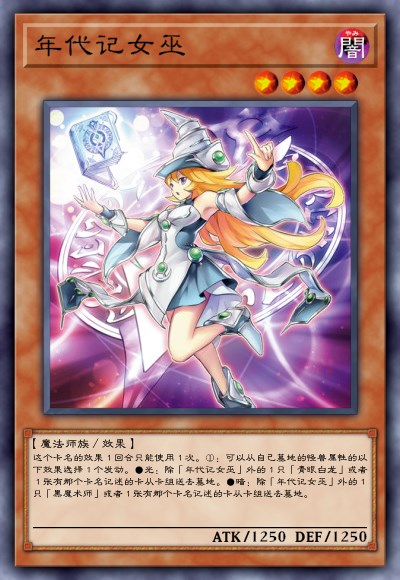 年代记女巫
やみ
闇
【魔法师族／效果】
这个卡名的效果1回合只能使用1次。①：可以从自己墓地的怪兽属性的以
下效果选择1个发动。●光：除「年代记女巫」外的1只「青眼白龙」或者
1张有那个卡名记述的卡从卡组送去墓地。●暗：除「年代记女巫」外的1
只「黑魔术师」或者1张有那个卡名记述的卡从卡组送去墓地。
ATK/1250 DEF/1250